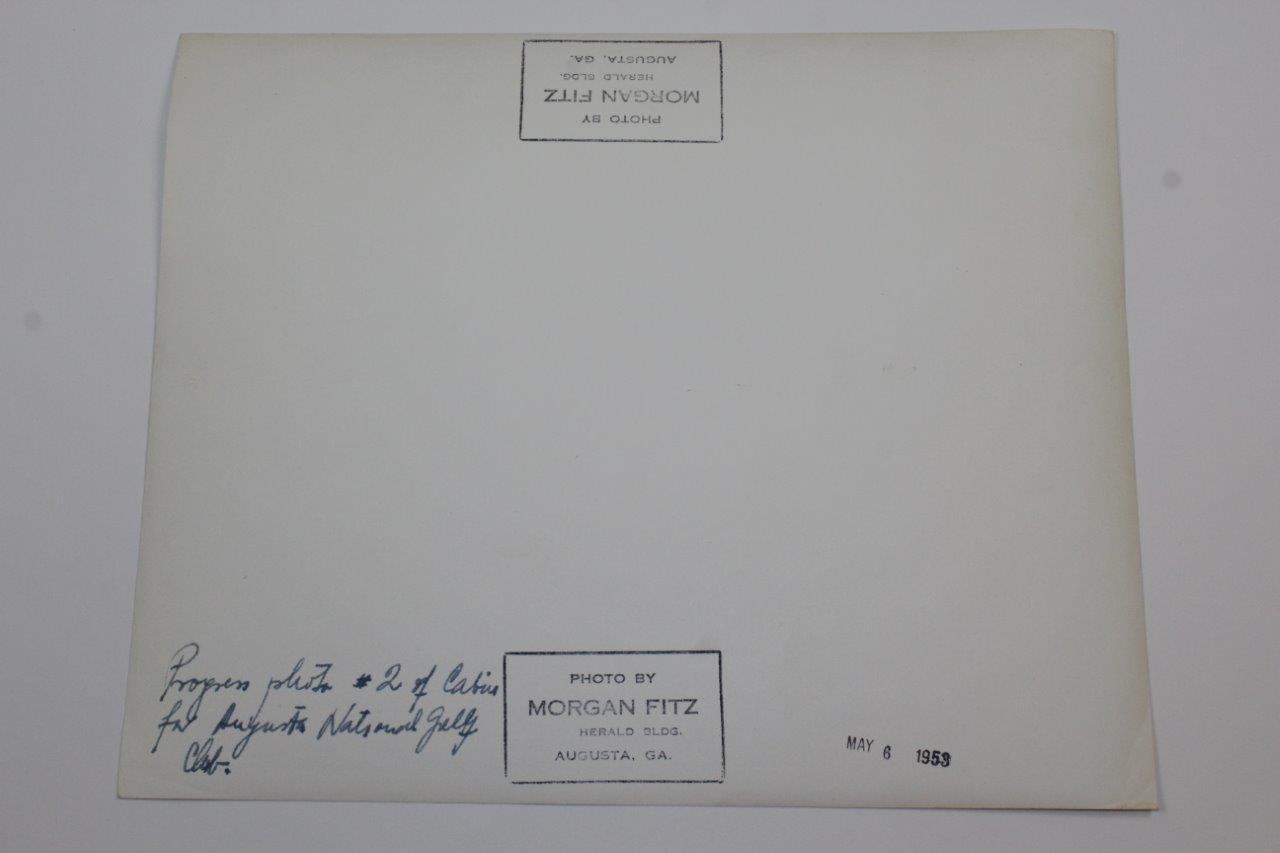 PHOTO BY
MORGAN FITZ
HERALD BLDG.
AUGUSTA, GA.
Progress photo #2 of Cabin
for Augusta National Golf
Club.
PHOTO BY
MORGAN FITZ
HERALD BLDG.
AUGUSTA, GA.
MAY 6 1953